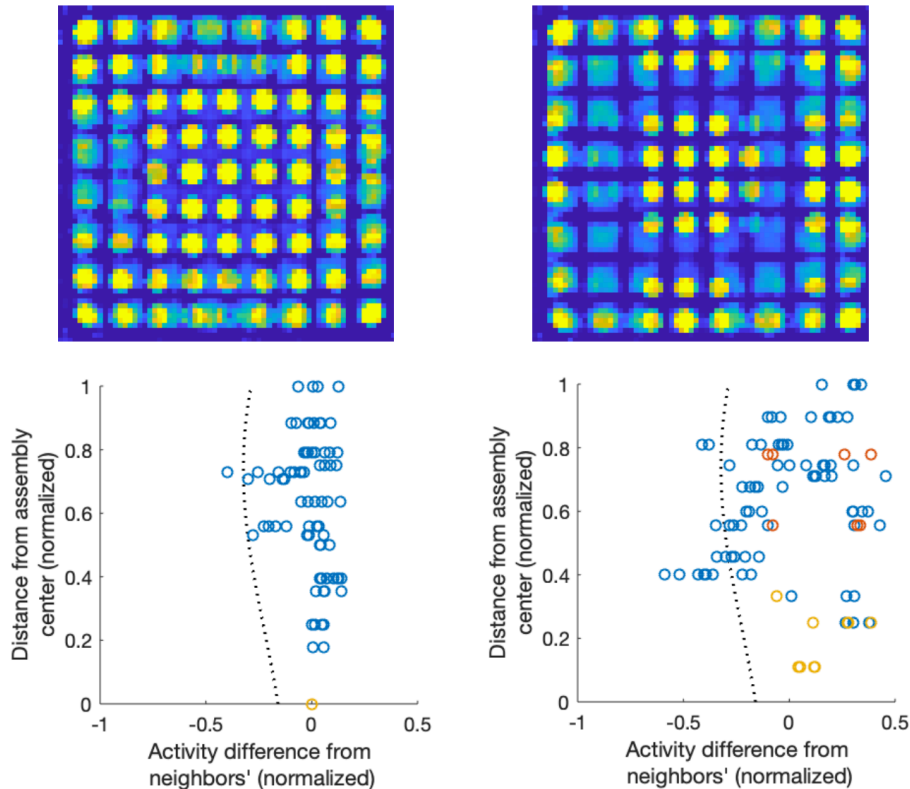 1
0.8
0.6
0.4
0.2
0
-1
-0.5
0
0.5
Distance from assembly
center (normalized)
Activity difference from
neighbors' (normalized)
1
0.8
0.6
0.4
0.2
0
-1
-0.5
0
0.5
Distance from assembly
center (normalized)
Activity difference from
neighbors' (normalized)